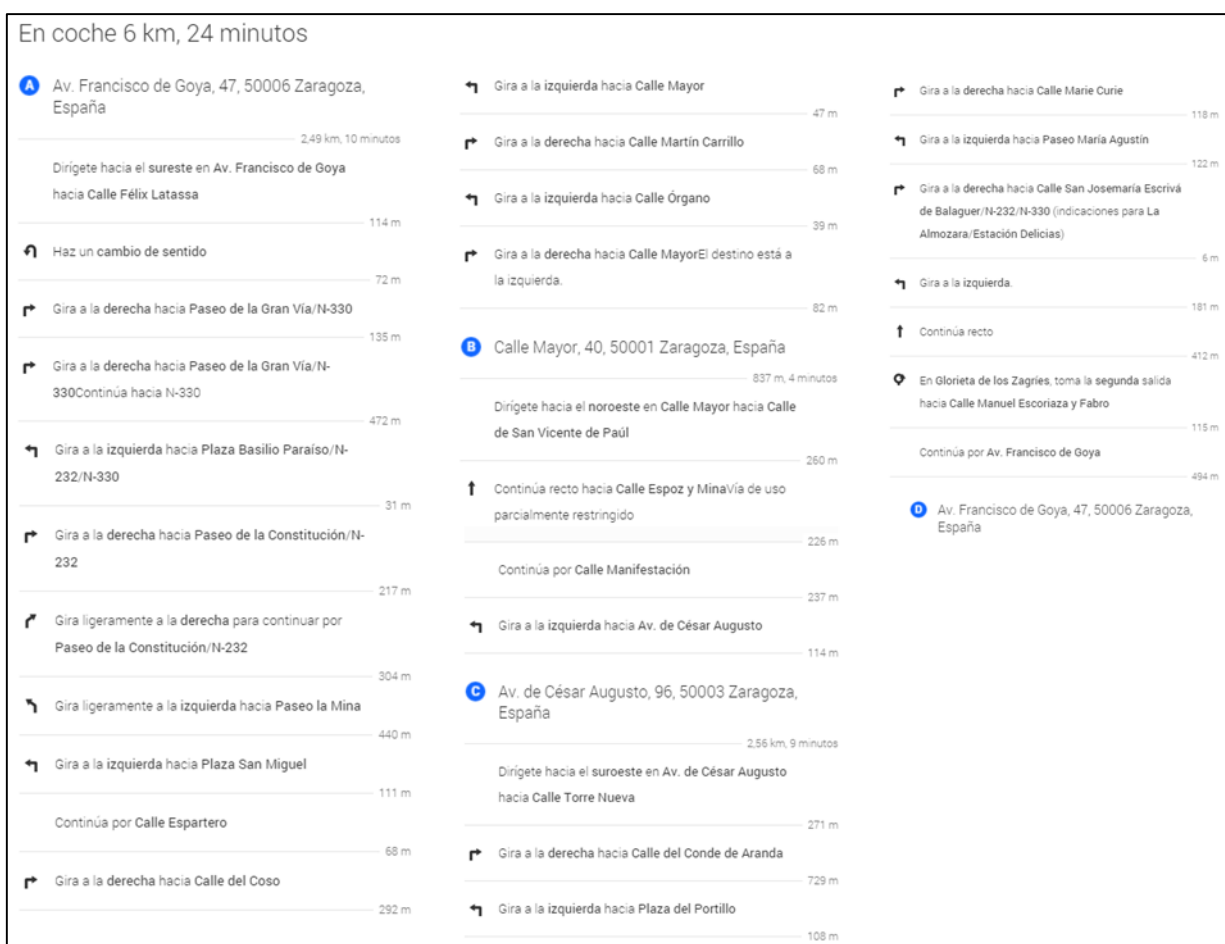 En coche 6 km, 24 minutos
A
Av. Francisco de Goya, 47, 50006 Zaragoza,
España
2,49 km, 10 minutos
Dirígete hacia el sureste en Av. Francisco de Goya
hacia Calle Félix Latassa
114 m
Haz un cambio de sentido
72 m
Gira a la derecha hacia Paseo de la Gran Vía/N-330
135 m
Gira a la derecha hacia Paseo de la Gran Vía/N-
330Continúa hacia N-330
472 m
Gira a la izquierda hacia Plaza Basilio Paraíso/N-
232/N-330
31 m
Gira a la derecha hacia Paseo de la Constitución/N-
232
217 m
Gira ligeramente a la derecha para continuar por
Paseo de la Constitución/N-232
304 m
Gira ligeramente a la izquierda hacia Paseo la Mina
440 m
Gira a la izquierda hacia Plaza San Miguel
111 m
Continúa por Calle Espartero
68 m
Gira a la derecha hacia Calle del Coso
292 m
Gira a la izquierda hacia Calle Mayor
47 m
Gira a la derecha hacia Calle Martín Carrillo
68 m
Gira a la izquierda hacia Calle Órgano
39 m
Gira a la derecha hacia Calle MayorEl destino está a
la izquierda.
82 m
B
Calle Mayor, 40, 50001 Zaragoza, España
837 m, 4 minutos
Dirígete hacia el noroeste en Calle Mayor hacia Calle
de San Vicente de Paúl
260 m
Continúa recto hacia Calle Espoz y MinaVía de uso
parcialmente restringido
226 m
Continúa por Calle Manifestación
237 m
Gira a la izquierda hacia Av. de César Augusto
114 m
C
Av. de César Augusto, 96, 50003 Zaragoza,
España
2,56 km, 9 minutos
Dirígete hacia el suroeste en Av. de César Augusto
hacia Calle Torre Nueva
271 m
Gira a la derecha hacia Calle del Conde de Aranda
729 m
Gira a la izquierda hacia Plaza del Portillo
108 m
Gira a la derecha hacia Calle Marie Curie
118 m
Gira a la izquierda hacia Paseo María Agustín
122 m
Gira a la derecha hacia Calle San Josemaría Escrivá
de Balaguer/N-232/N-330 (indicaciones para La
Almozara/Estación Delicias)
6 m
Gira a la izquierda.
181 m
Continúa recto
412 m
En Glorieta de los Zagríes, toma la segunda salida
hacia Calle Manuel Escoriaza y Fabro
115 m
Continúa por Av. Francisco de Goya
494 m
D
Av. Francisco de Goya, 47, 50006 Zaragoza,
España